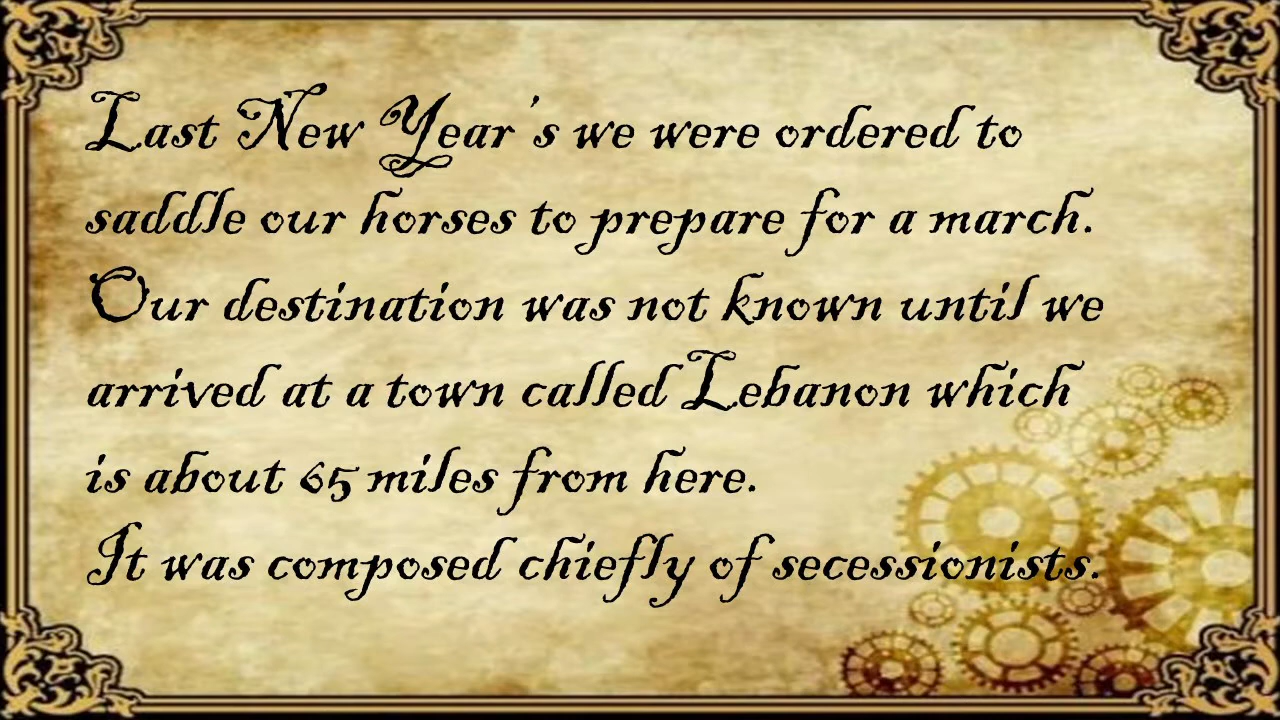 Last New Year's we were ordered to
saddle our horses to prepare for a march.
Our destination was not known until we
arrived at a town called Lebanon which
is about 65 miles from here.
It was composed chiefly of secessionists.